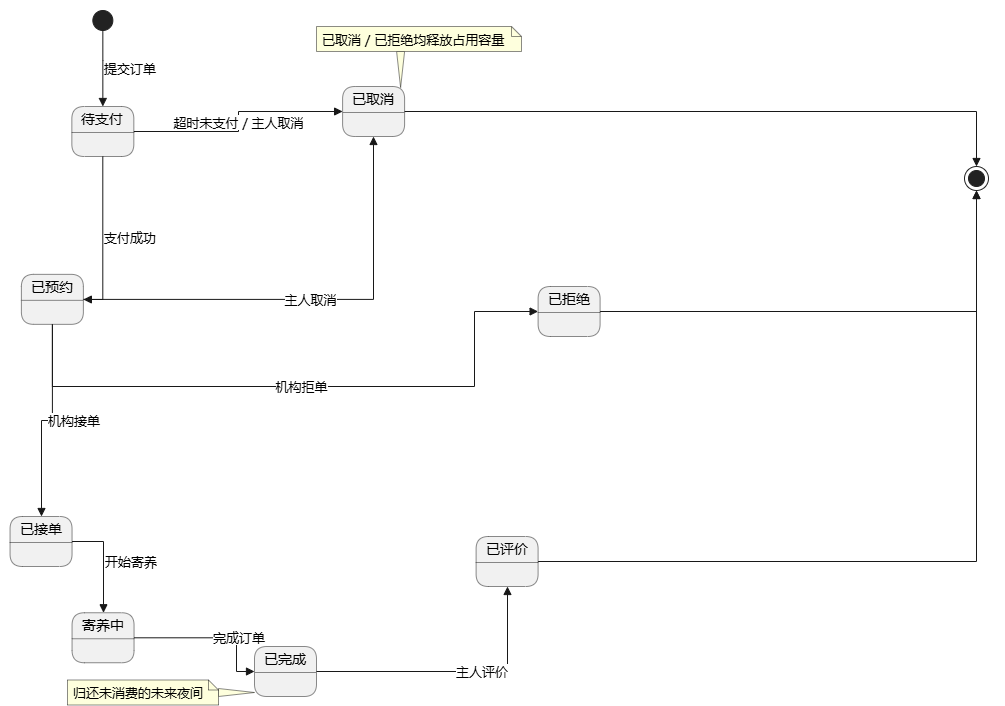 已取消 / 已拒绝均释放占用容量
提交订单
已取消
待支付
超时未支付 / 主人取消
支付成功
已预约
主人取消
已拒绝
机构拒单
机构接单
已接单
已评价
开始寄养
寄养中
完成订单
已完成
主人评价
归还未消费的未来夜间